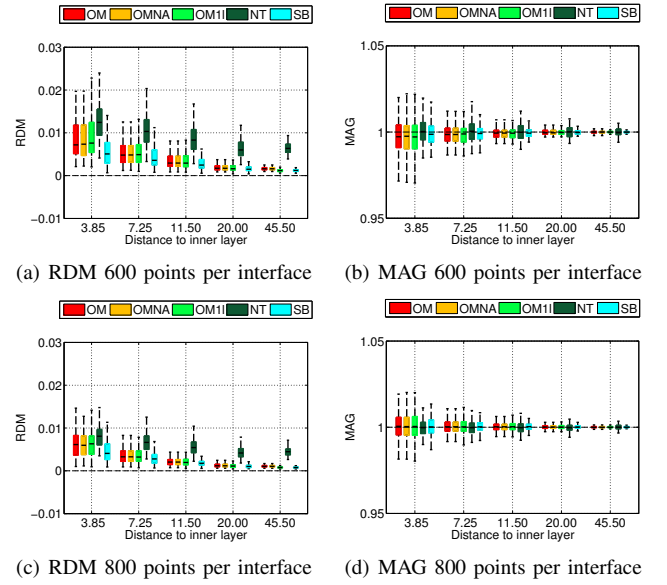 OM OMNA OM1I NT SB
0.03
0.02
0.01
0
−0.01
RDM
3.85 7.25 11.50 20.00 45.50
Distance to inner layer
(a) RDM 600 points per interface
OM OMNA OM1I NT SB
1.05
1
0.95
MAG
3.85 7.25 11.50 20.00 45.50
Distance to inner layer
(b) MAG 600 points per interface
OM OMNA OM1I NT SB
0.03
0.02
0.01
0
−0.01
RDM
3.85 7.25 11.50 20.00 45.50
Distance to inner layer
(c) RDM 800 points per interface
OM OMNA OM1I NT SB
1.05
1
0.95
MAG
3.85 7.25 11.50 20.00 45.50
Distance to inner layer
(d) MAG 800 points per interface